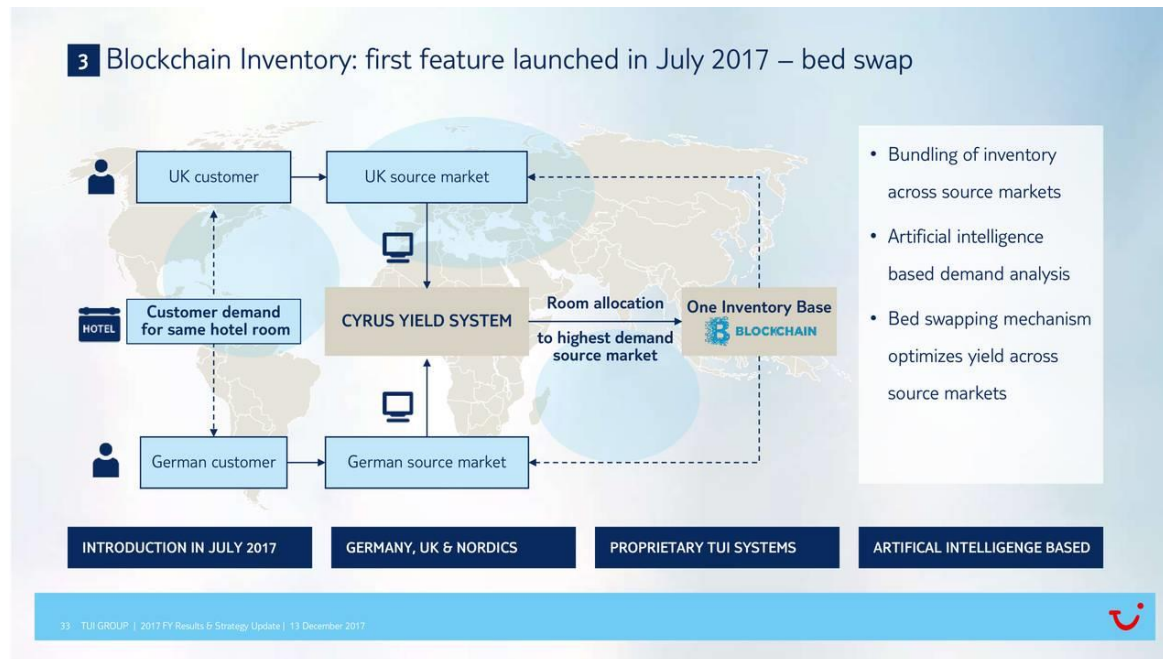 3 Blockchain Inventory: first feature launched in July 2017 – bed swap
UK customer
UK source market
HOTEL
Customer demand
for same hotel room
CYRUS YIELD SYSTEM
Room allocation
to highest demand
source market
One Inventory Base
BLOCKCHAIN
German customer
German source market
• Bundling of inventory
across source markets
• Artificial intelligence
based demand analysis
• Bed swapping mechanism
optimizes yield across
source markets
INTRODUCTION IN JULY 2017
GERMANY, UK & NORDICS
PROPRIETARY TUI SYSTEMS
ARTIFICAL INTELLIGENGE BASED
33 TUI GROUP | 2017 FY Results & Strategy Update | 13 December 2017